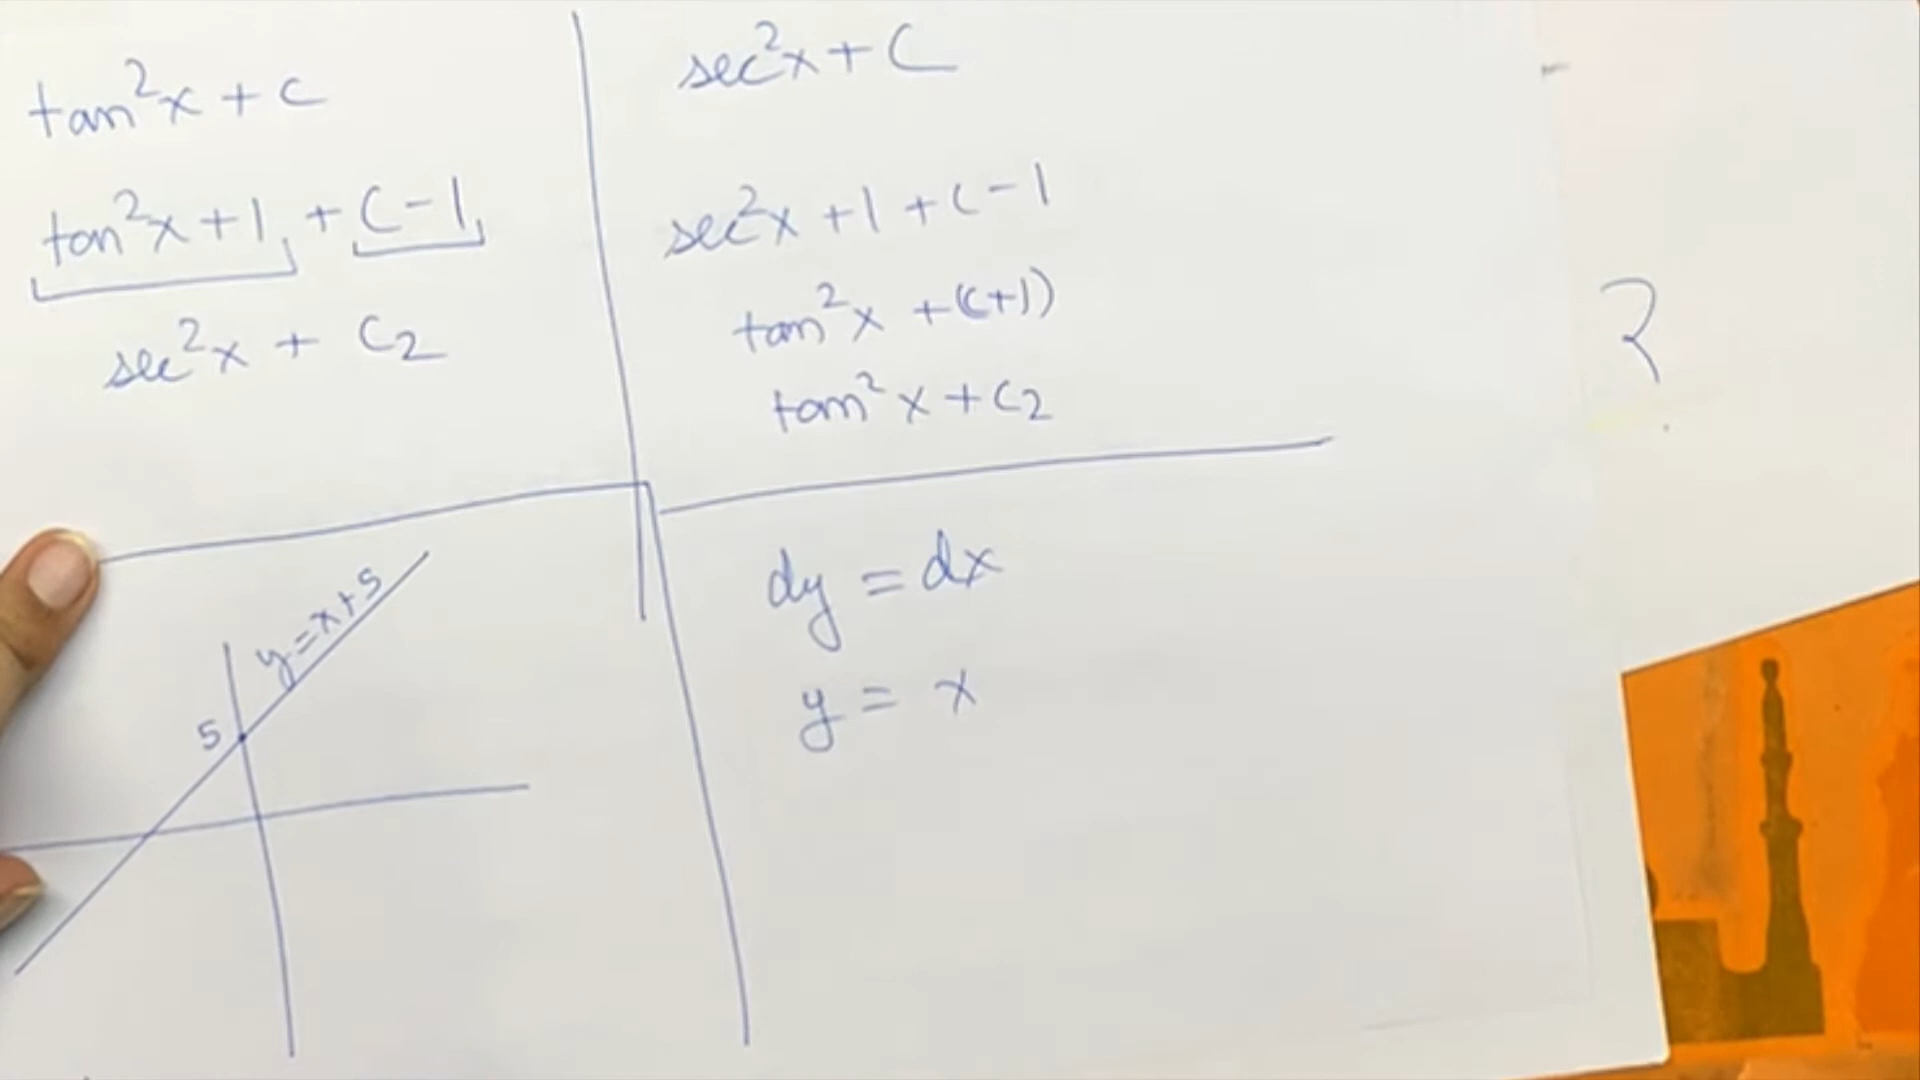 tan²x + c
tan²x + 1 + C - 1
sec²x + C₂
sec²x + C
sec²x + 1 + C - 1
tan²x + (C+1)
tan²x + C₂
y = x + 5
5
dy = dx
y = x